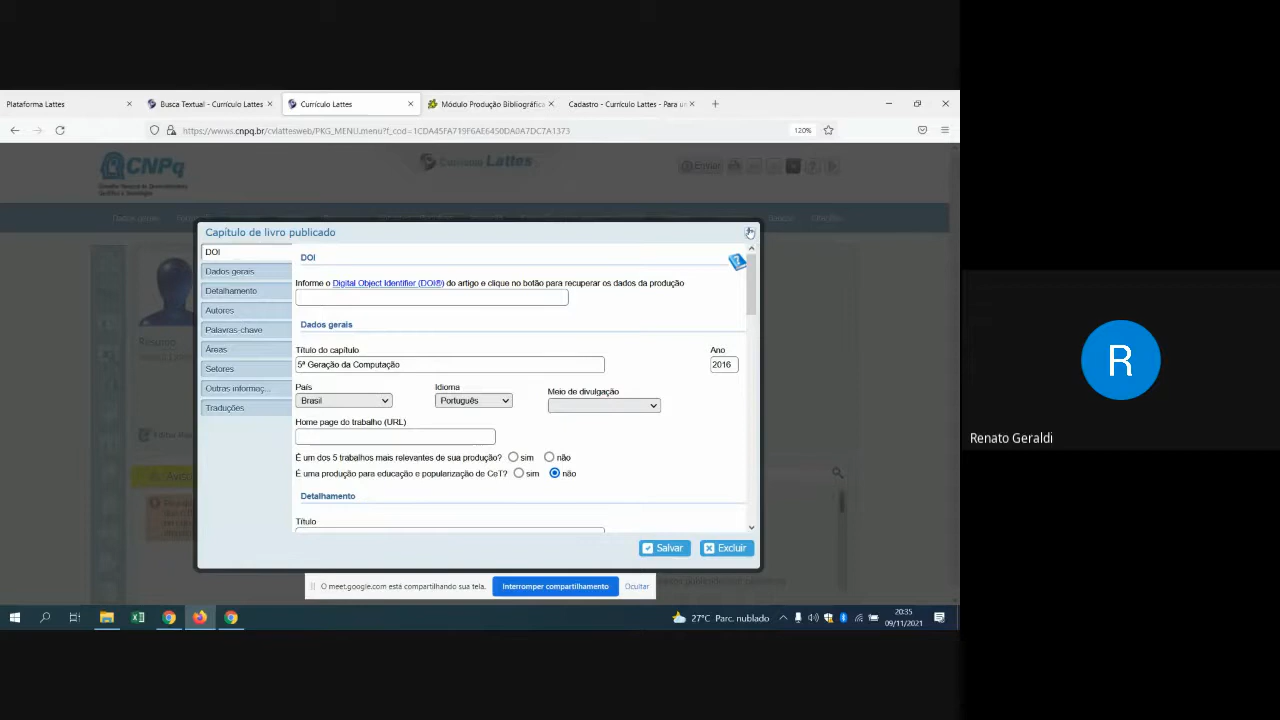 Plataforma Lattes
Busca Textual - Currículo Lattes
Currículo Lattes
Módulo Produção Bibliográfica
Cadastro - Currículo Lattes - Para u
https://wwws.cnpq.br/cvlattesweb/PKG_MENU.menu?f_cod=1CDA45FA719F6AE6450DA0A7DC7A1373
120%
CNPq
Currículo Lattes
Enviar
Capítulo de livro publicado
DOI
Dados gerais
Detalhamento
Autores
Palavras-chave
Áreas
Setores
Outras informaç...
Traduções
DOI
Informe o Digital Object Identifier (DOI®) do artigo e clique no botão para recuperar os dados da produção
Dados gerais
Título do capítulo
Ano
5ª Geração da Computação
2016
País
Idioma
Meio de divulgação
Brasil
Português
Home page do trabalho (URL)
É um dos 5 trabalhos mais relevantes de sua produção? sim não
É uma produção para educação e popularização de CeT? sim não
Detalhamento
Título
Salvar
Excluir
Resumo
Aviso
O meet.google.com está compartilhando sua tela.
Interromper compartilhamento
Ocultar
27°C Parc. nublado
20:35
09/11/2021
R
Renato Geraldi